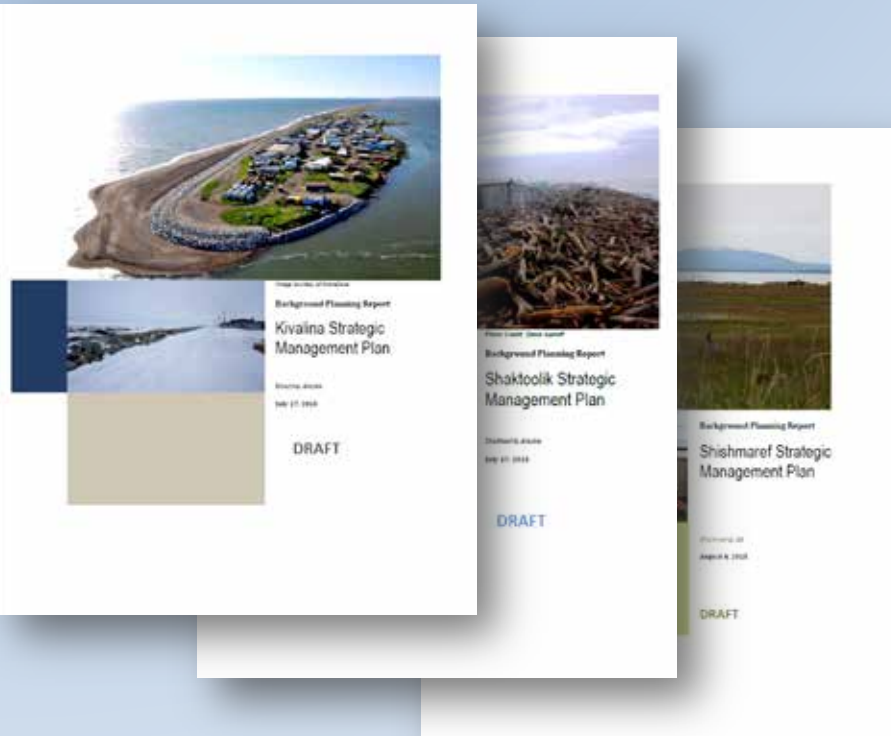 Background Planning Report
Kivalina Strategic
Management Plan
DRAFT
Background Planning Report
Shaktoolik Strategic
Management Plan
DRAFT
Background Planning Report
Shishmaref Strategic
Management Plan
DRAFT